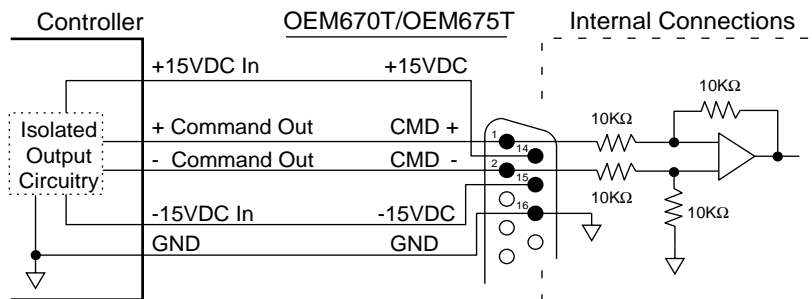 Controller
OEM670T/OEM675T
Internal Connections
+15VDC In
+15VDC
10KΩ
Isolated
Output
Circuitry
+ Command Out
CMD +
1
10KΩ
14
- Command Out
CMD -
2
10KΩ
15
10KΩ
-15VDC In
-15VDC
16
GND
GND